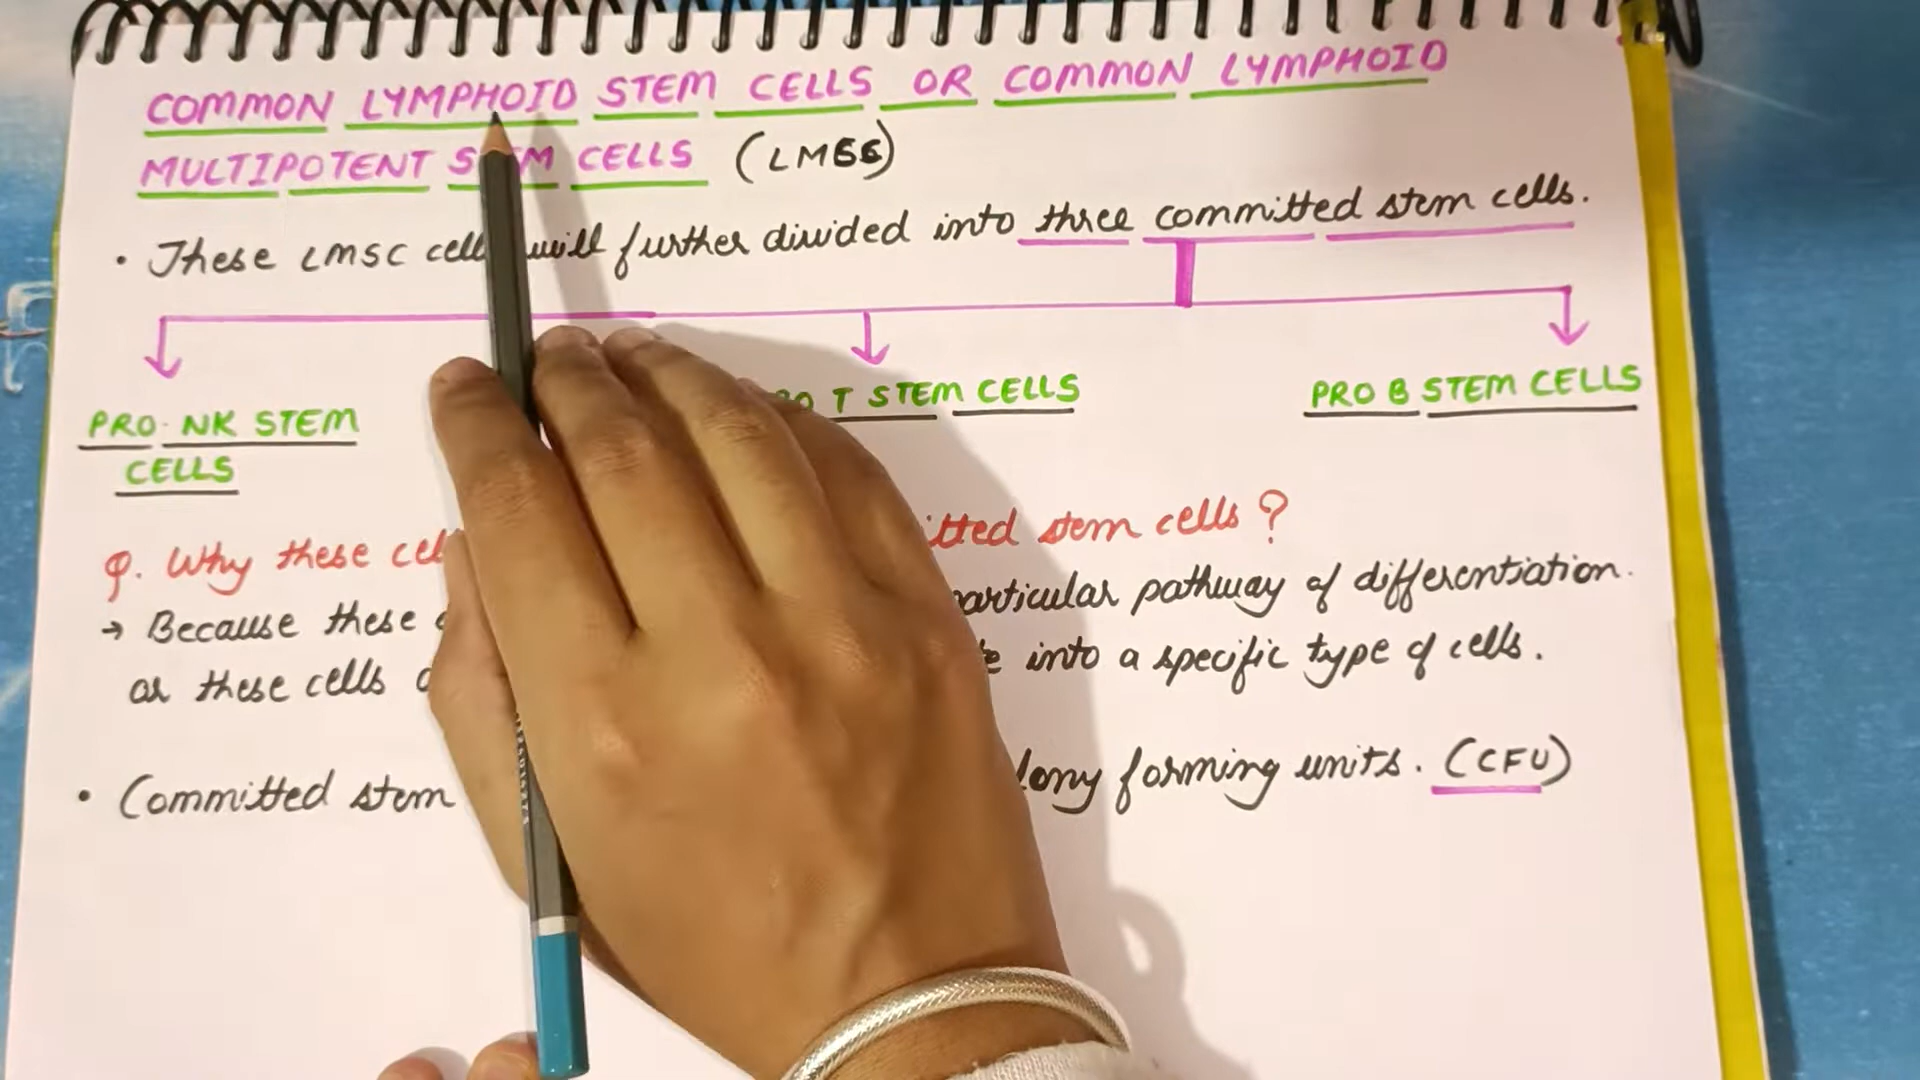 COMMON LYMPHOID STEM CELLS OR COMMON LYMPHOID
MULTIPOTENT CELLS (LMSC)
• These LMSC will further divided into three committed stem cells.
PRO-NK STEM
CELLS
T STEM CELLS
PRO B STEM CELLS
Q. Why these stem cells?
→ Because these particular pathway of differentiation.
or these cells into a specific type of cells.
• Committed stem forming units. (CFU)